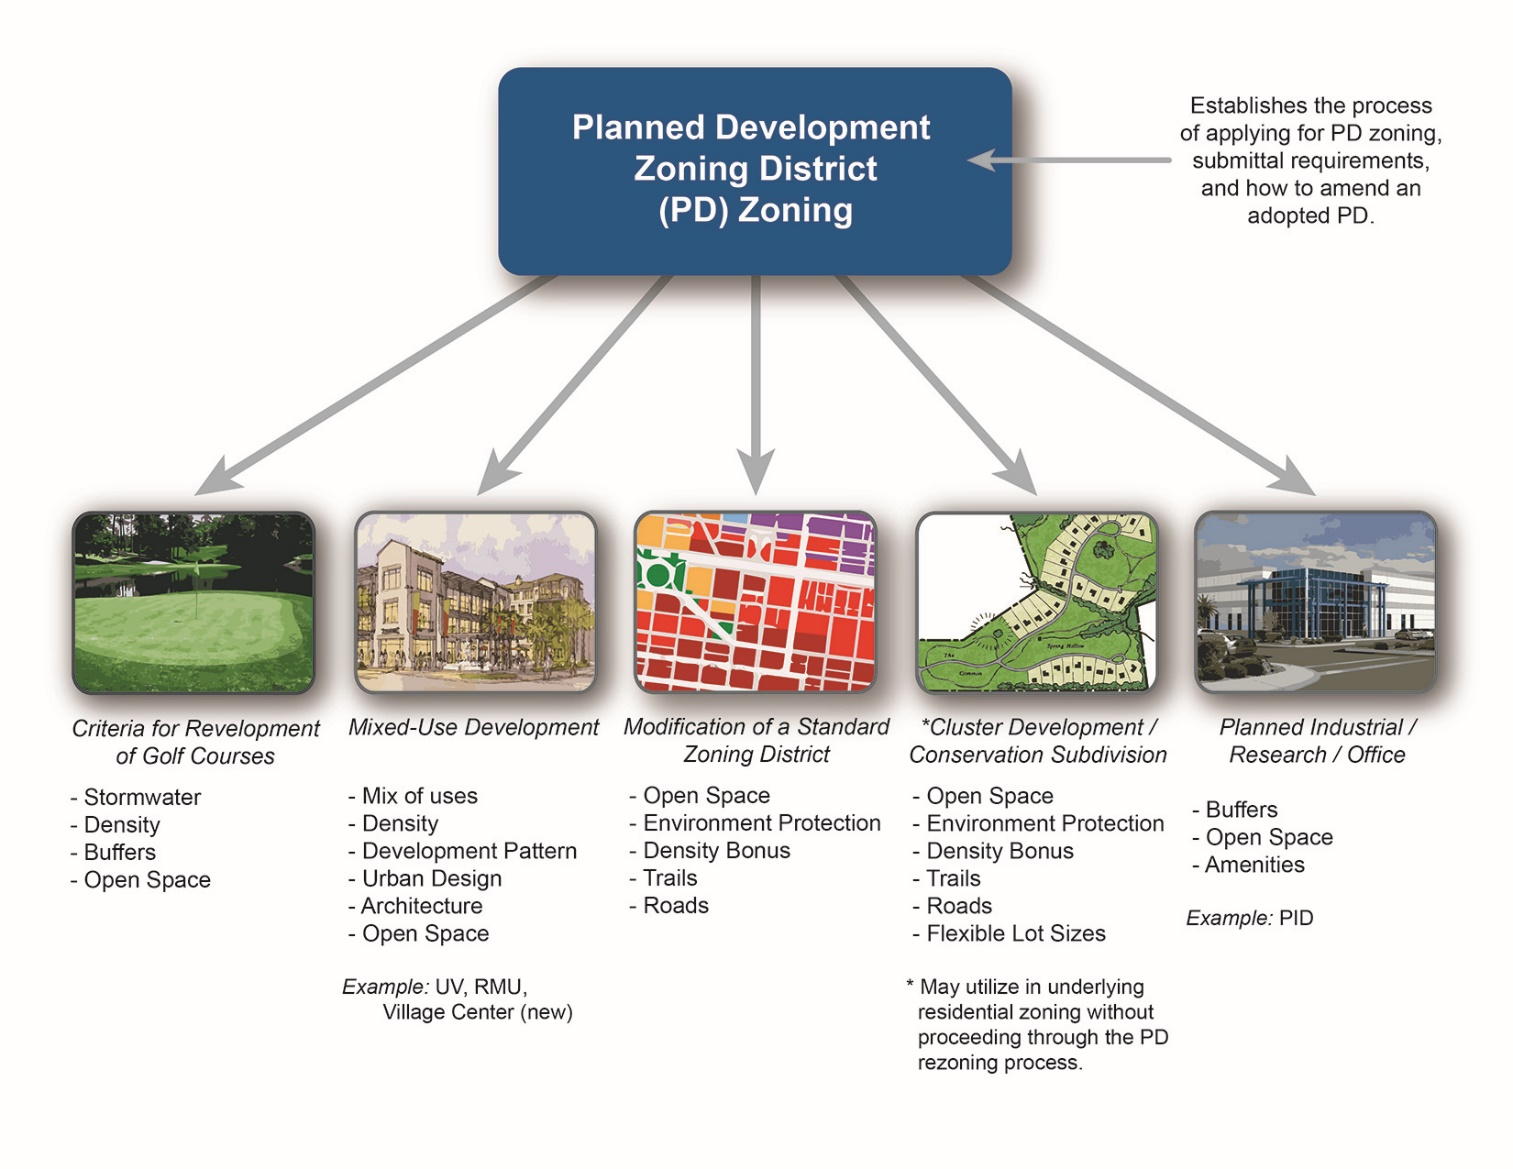 Planned Development
Zoning District
(PD) Zoning
Establishes the process
of applying for PD zoning,
submittal requirements,
and how to amend an
adopted PD.
Criteria for Revelopment
of Golf Courses
- Stormwater
- Density
- Buffers
- Open Space
Mixed-Use Development
- Mix of uses
- Density
- Development Pattern
- Urban Design
- Architecture
- Open Space
Example: UV, RMU,
Village Center (new)
Modification of a Standard
Zoning District
- Open Space
- Environment Protection
- Density Bonus
- Trails
- Roads
The
Common
Spring Hollow
*Cluster Development /
Conservation Subdivision
- Open Space
- Environment Protection
- Density Bonus
- Trails
- Roads
- Flexible Lot Sizes
* May utilize in underlying
residential zoning without
proceeding through the PD
rezoning process.
Planned Industrial /
Research / Office
- Buffers
- Open Space
- Amenities
Example: PID